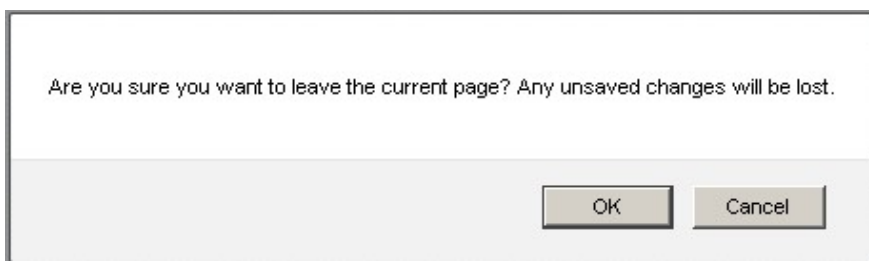 Are you sure you want to leave the current page? Any unsaved changes will be lost.
OK Cancel